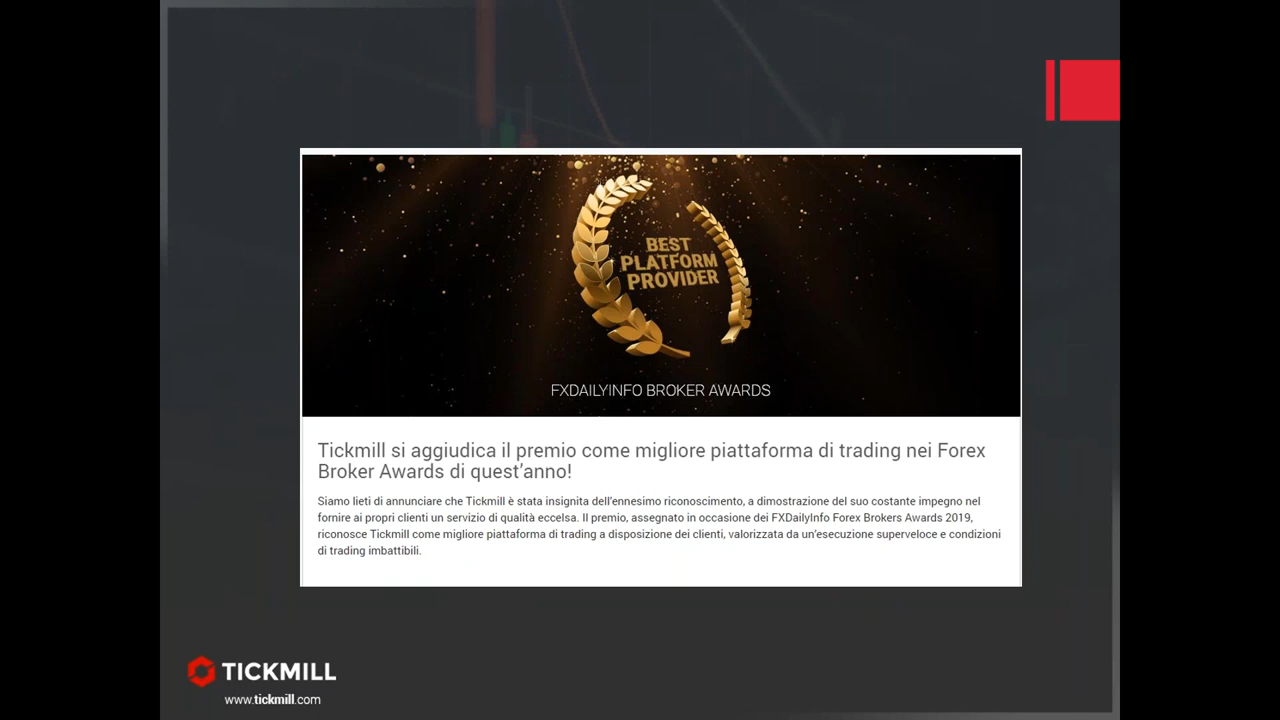 BEST
PLATFORM
PROVIDER
FXDAILYINFO BROKER AWARDS
Tickmill si aggiudica il premio come migliore piattaforma di trading nei Forex
Broker Awards di quest'anno!
Siamo lieti di annunciare che Tickmill è stata insignita dell'ennesimo riconoscimento, a dimostrazione del suo costante impegno nel
fornire ai propri clienti un servizio di qualità eccelsa. Il premio, assegnato in occasione dei FXDailyInfo Forex Brokers Awards 2019,
riconosce Tickmill come migliore piattaforma di trading a disposizione dei clienti, valorizzata da un'esecuzione superveloce e condizioni
di trading imbattibili.
TICKMILL
www.tickmill.com